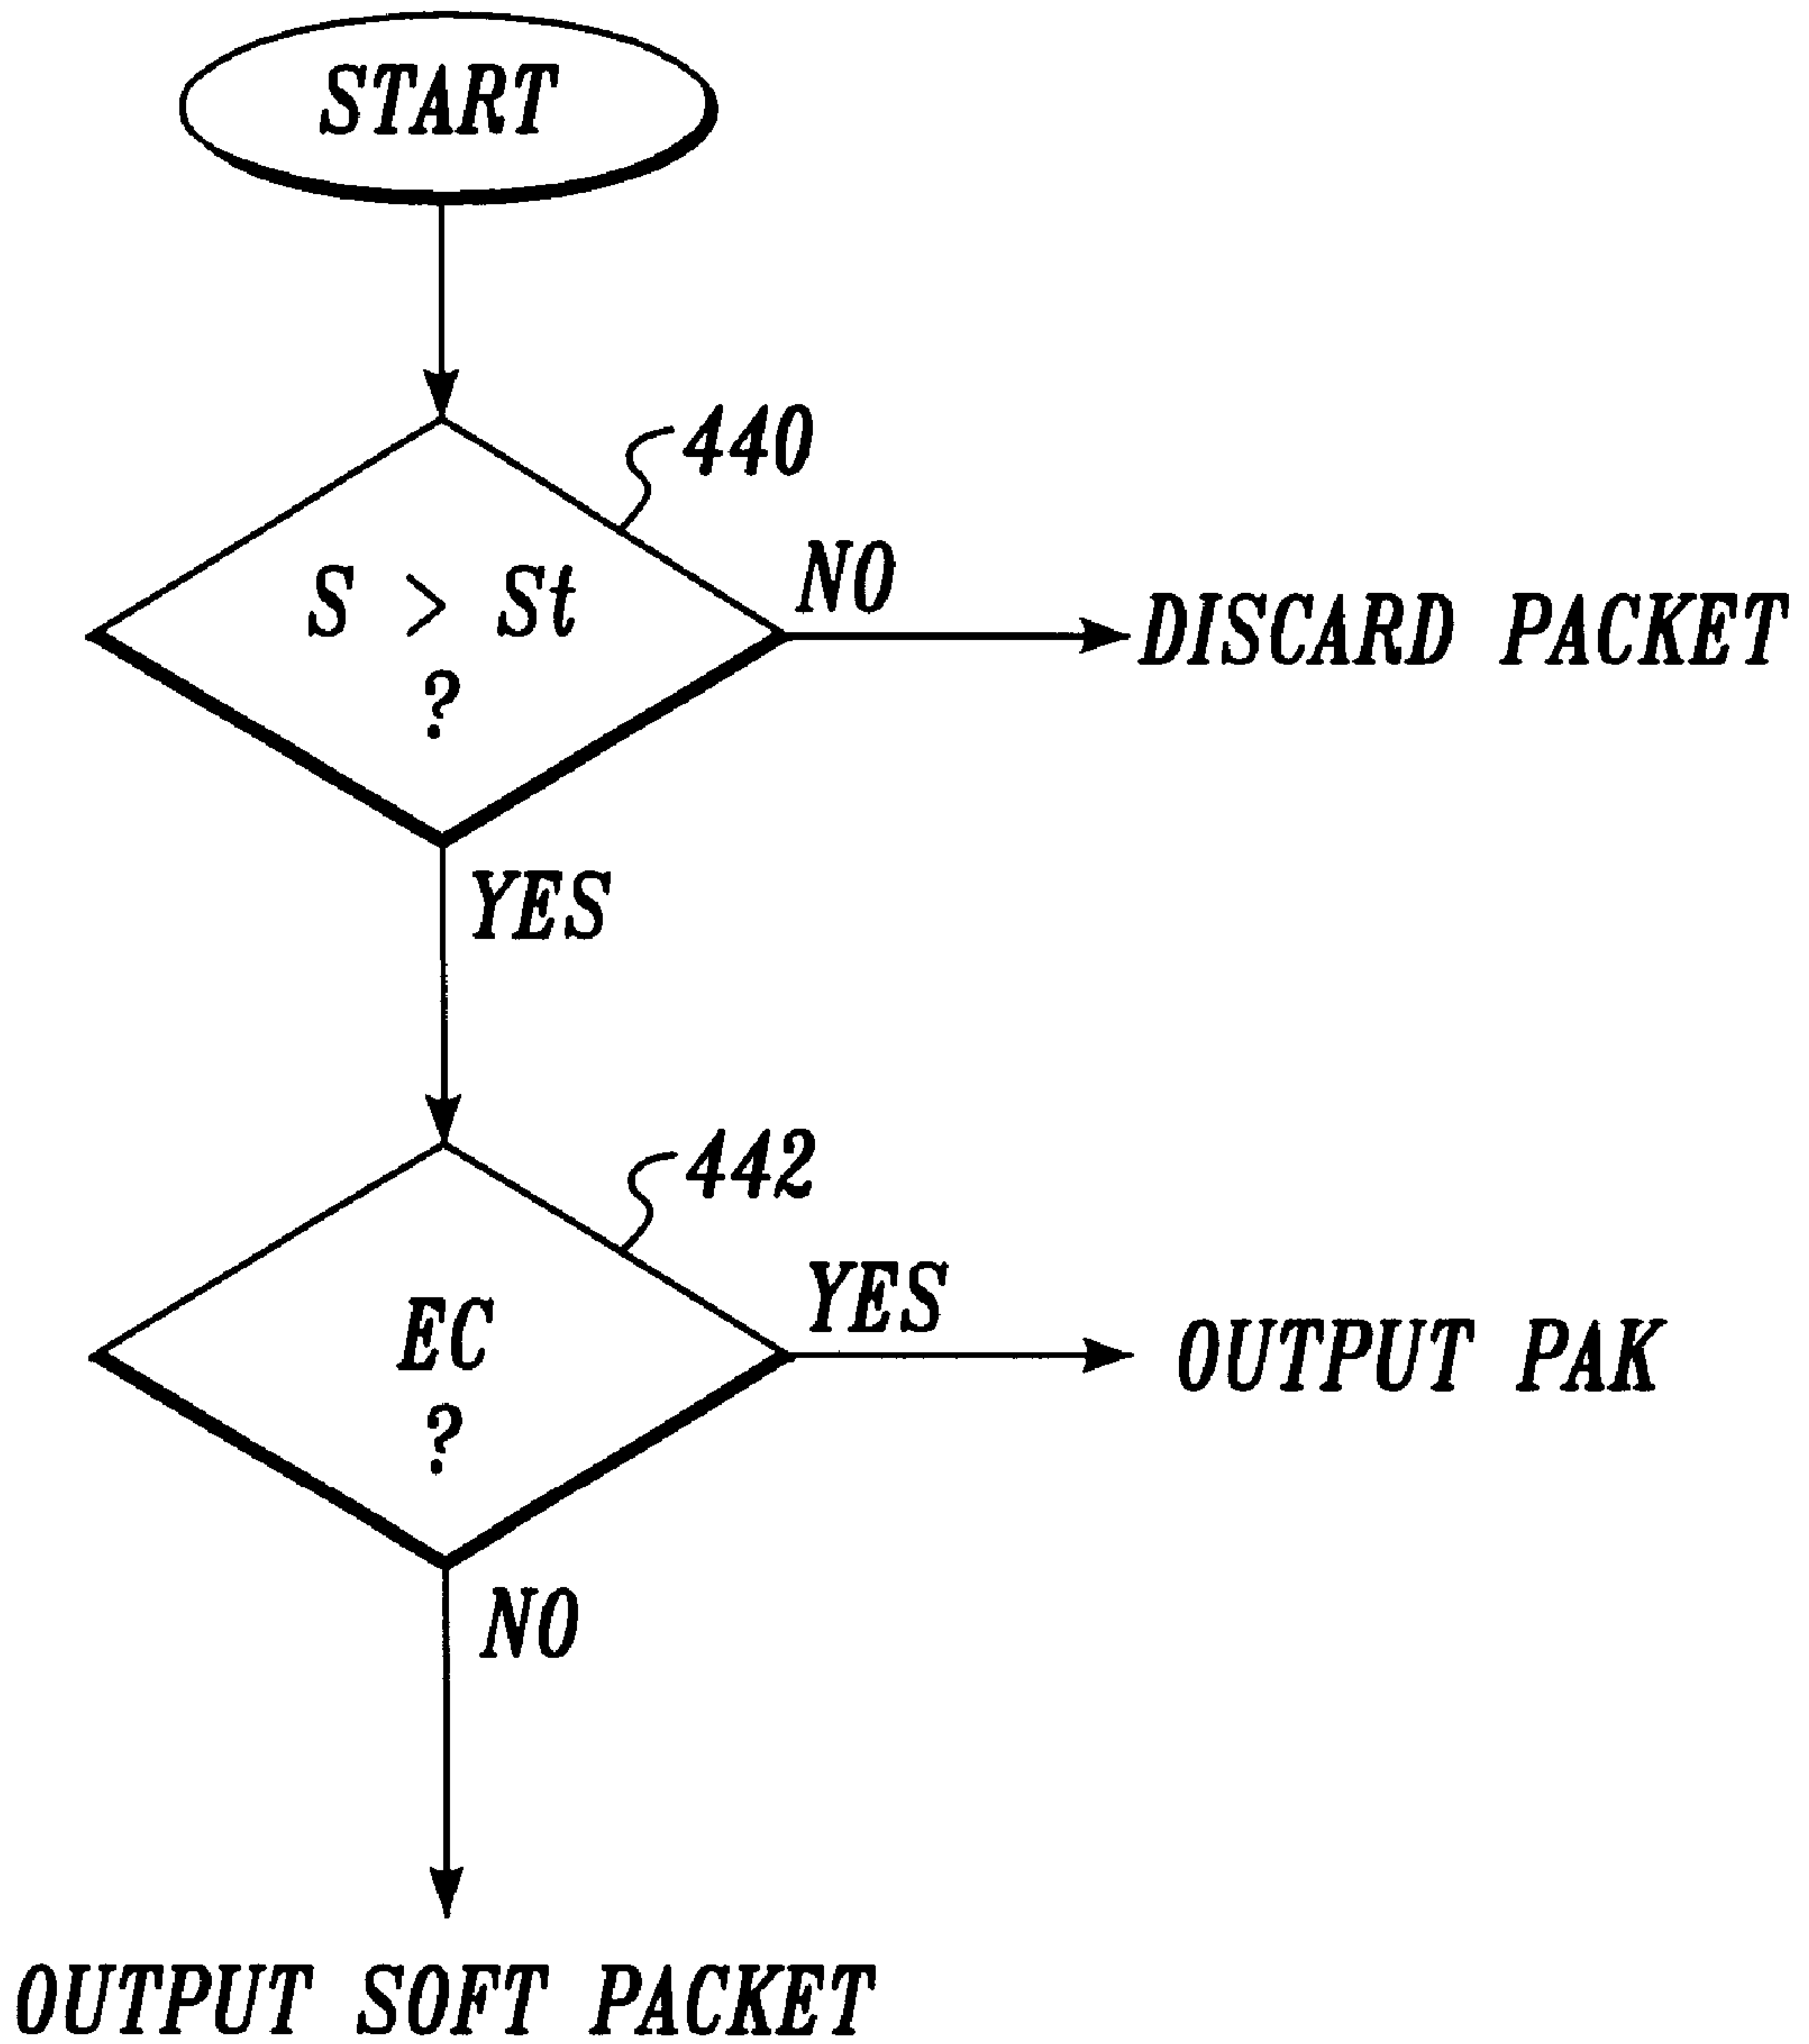 START
440
S > St
?
NO
DISCARD PACKET
YES
442
EC
?
YES
OUTPUT PAK
NO
OUTPUT SOFT PACKET